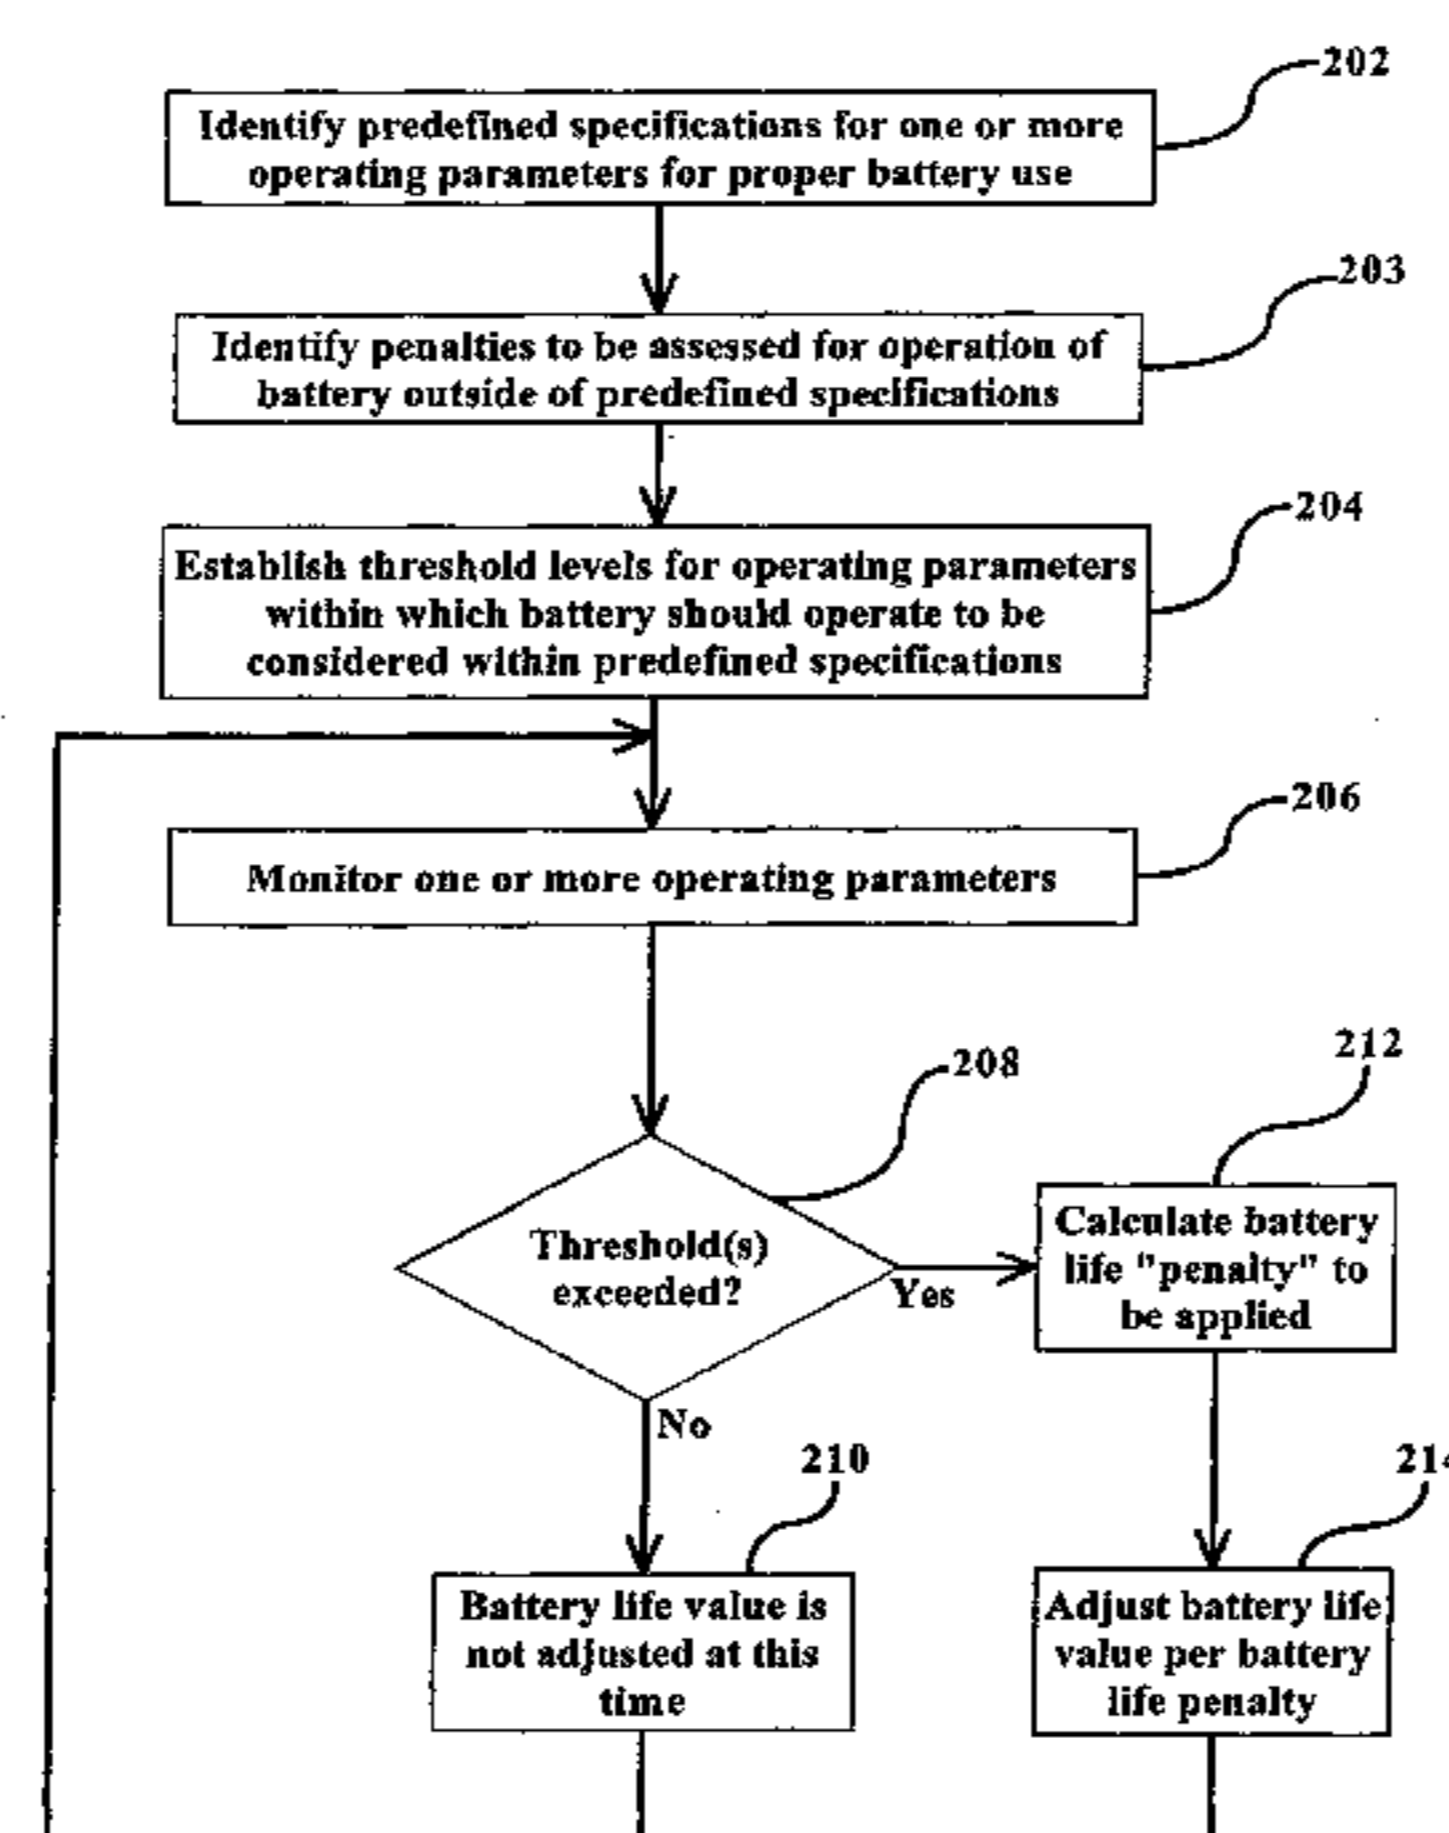 202
Identify predefined specifications for one or more
operating parameters for proper battery use
203
Identify penalties to be assessed for operation of
battery outside of predefined specifications
204
Establish threshold levels for operating parameters
within which battery should operate to be
considered within predefined specifications
206
Monitor one or more operating parameters
208
Threshold(s)
exceeded?
Yes
No
212
Calculate battery
life "penalty" to
be applied
210
Battery life value is
not adjusted at this
time
214
Adjust battery life
value per battery
life penalty